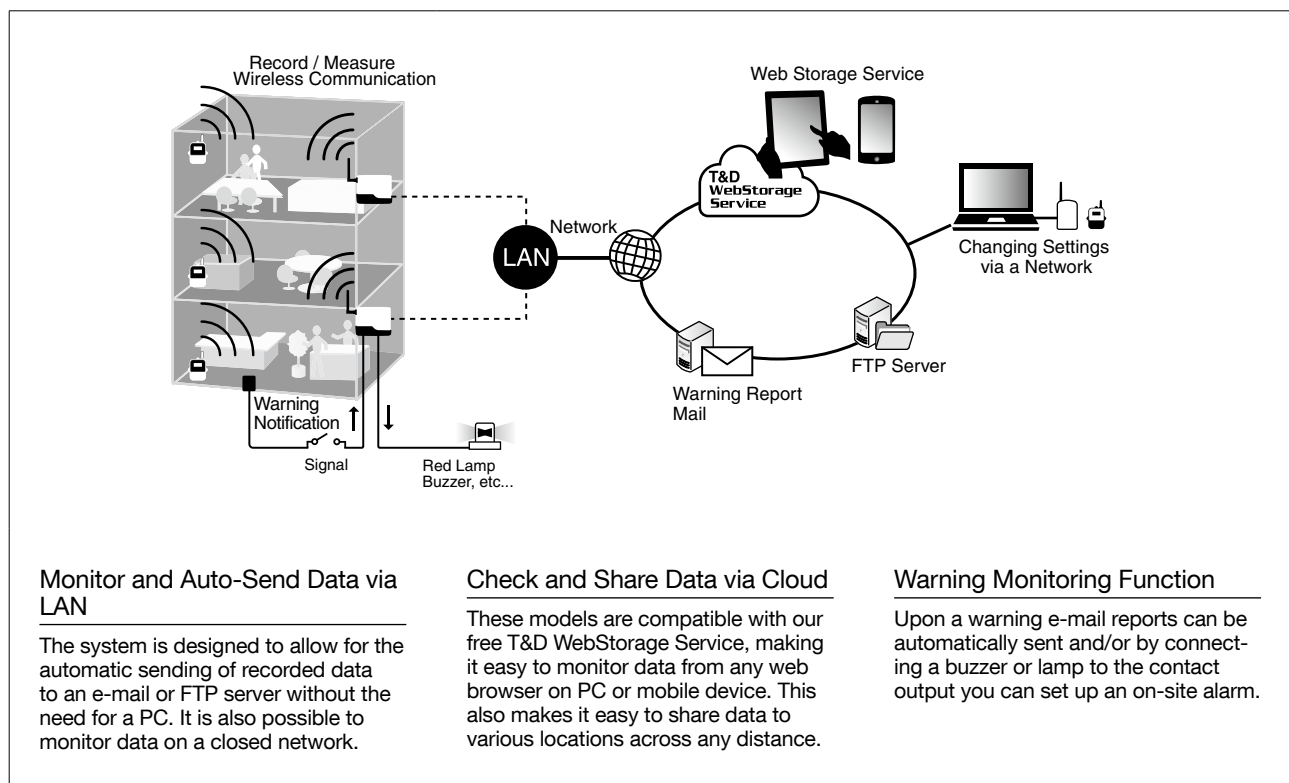 Record / Measure
Wireless Communication
Web Storage Service
T&D
WebStorage
Service
Network
LAN
Changing Settings
via a Network
FTP Server
Warning Report
Mail
Warning
Notification
Signal
Red Lamp
Buzzer, etc...
Monitor and Auto-Send Data via
LAN
The system is designed to allow for the
automatic sending of recorded data
to an e-mail or FTP server without the
need for a PC. It is also possible to
monitor data on a closed network.
Check and Share Data via Cloud
These models are compatible with our
free T&D WebStorage Service, making
it easy to monitor data from any web
browser on PC or mobile device. This
also makes it easy to share data to
various locations across any distance.
Warning Monitoring Function
Upon a warning e-mail reports can be
automatically sent and/or by connect-
ing a buzzer or lamp to the contact
output you can set up an on-site alarm.